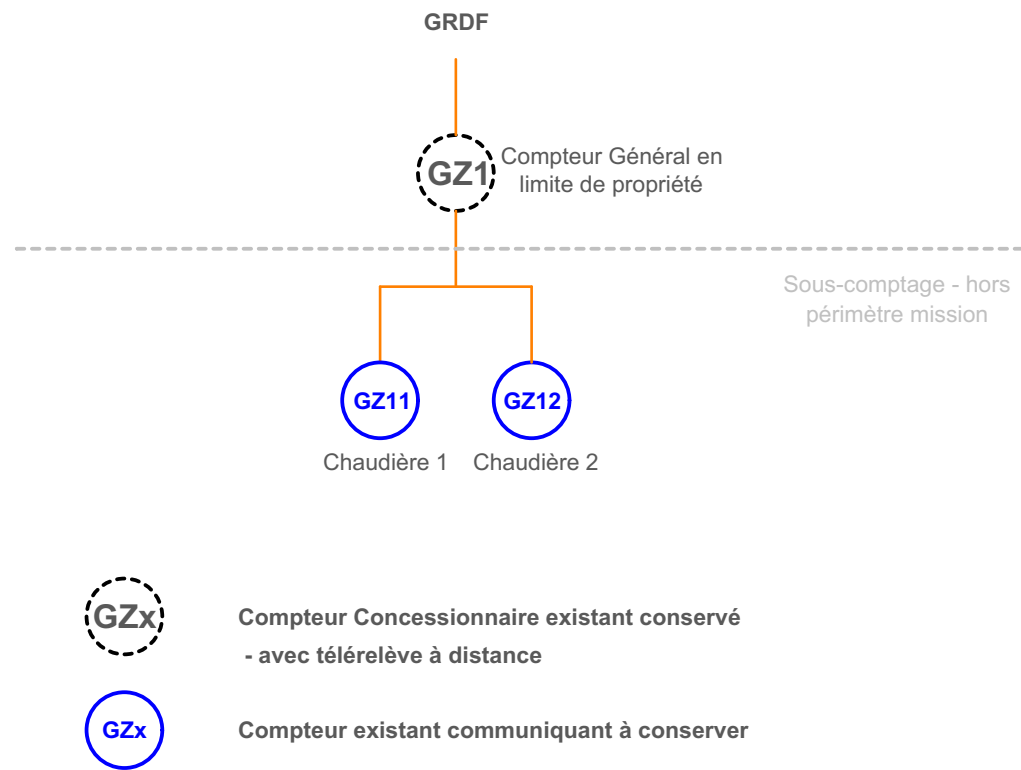 GRDF
GZ1
Compteur Général en
limite de propriété
Sous-comptage - hors
périmètre mission
GZ11
GZ12
Chaudière 1
Chaudière 2
GZx
Compteur Concessionnaire existant conservé
- avec télérelève à distance
GZx
Compteur existant communiquant à conserver